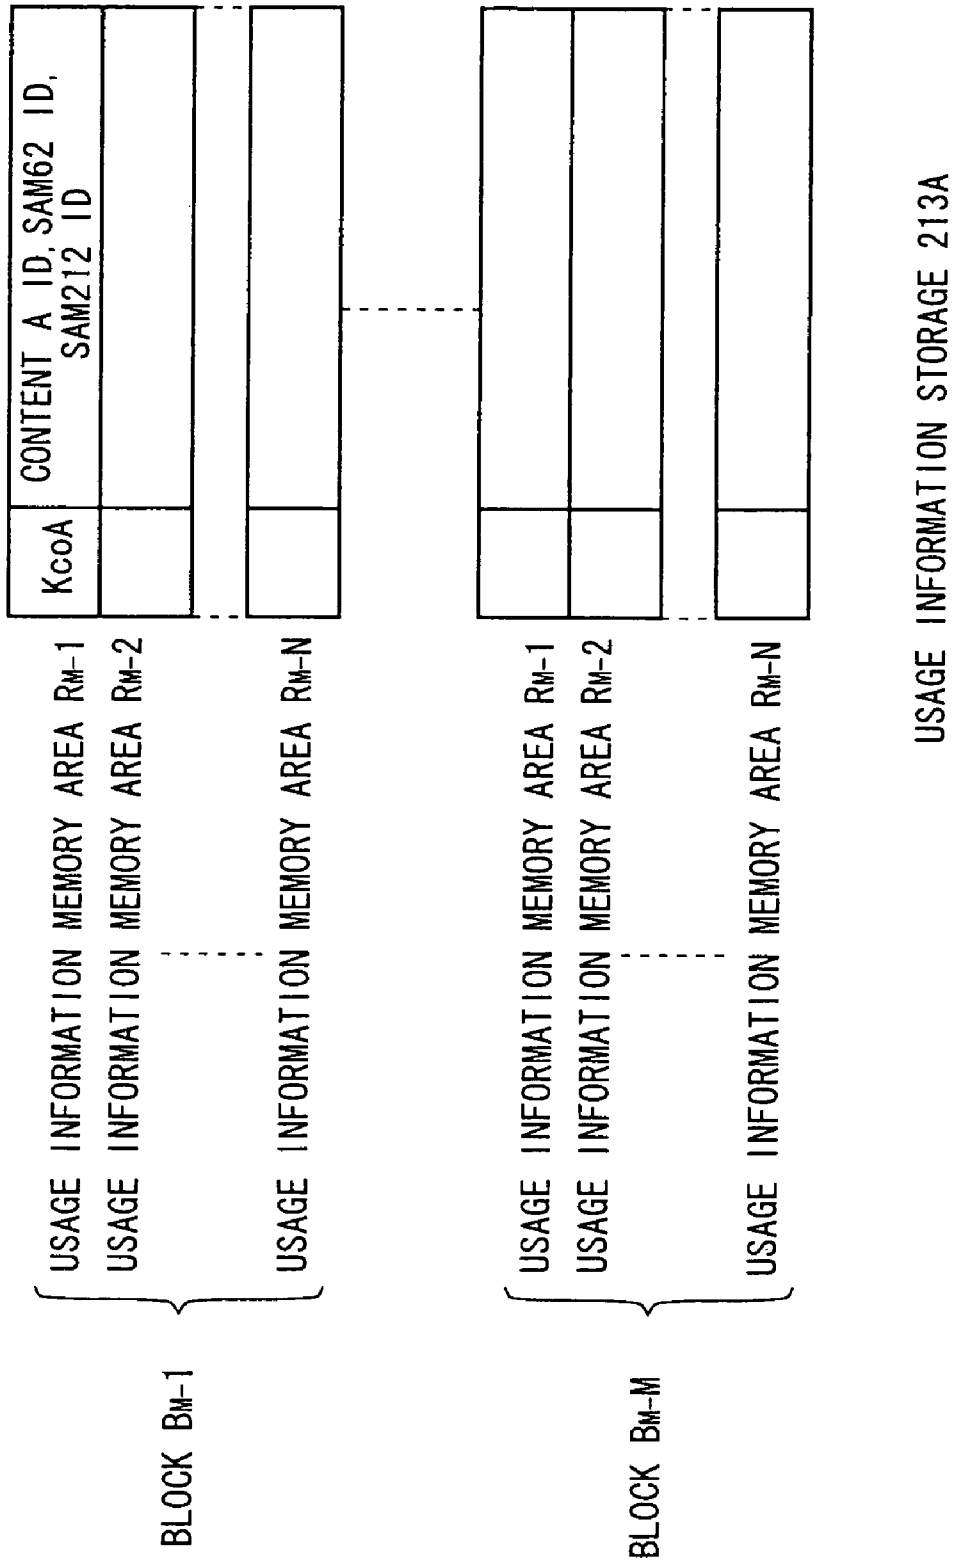 BLOCK BM-1
USAGE INFORMATION MEMORY AREA RM-1
KcoA
CONTENT A ID, SAM62 ID,
SAM212 ID
USAGE INFORMATION MEMORY AREA RM-2
USAGE INFORMATION MEMORY AREA RM-N
BLOCK BM-M
USAGE INFORMATION MEMORY AREA RM-1
USAGE INFORMATION MEMORY AREA RM-2
USAGE INFORMATION MEMORY AREA RM-N
USAGE INFORMATION STORAGE 213A